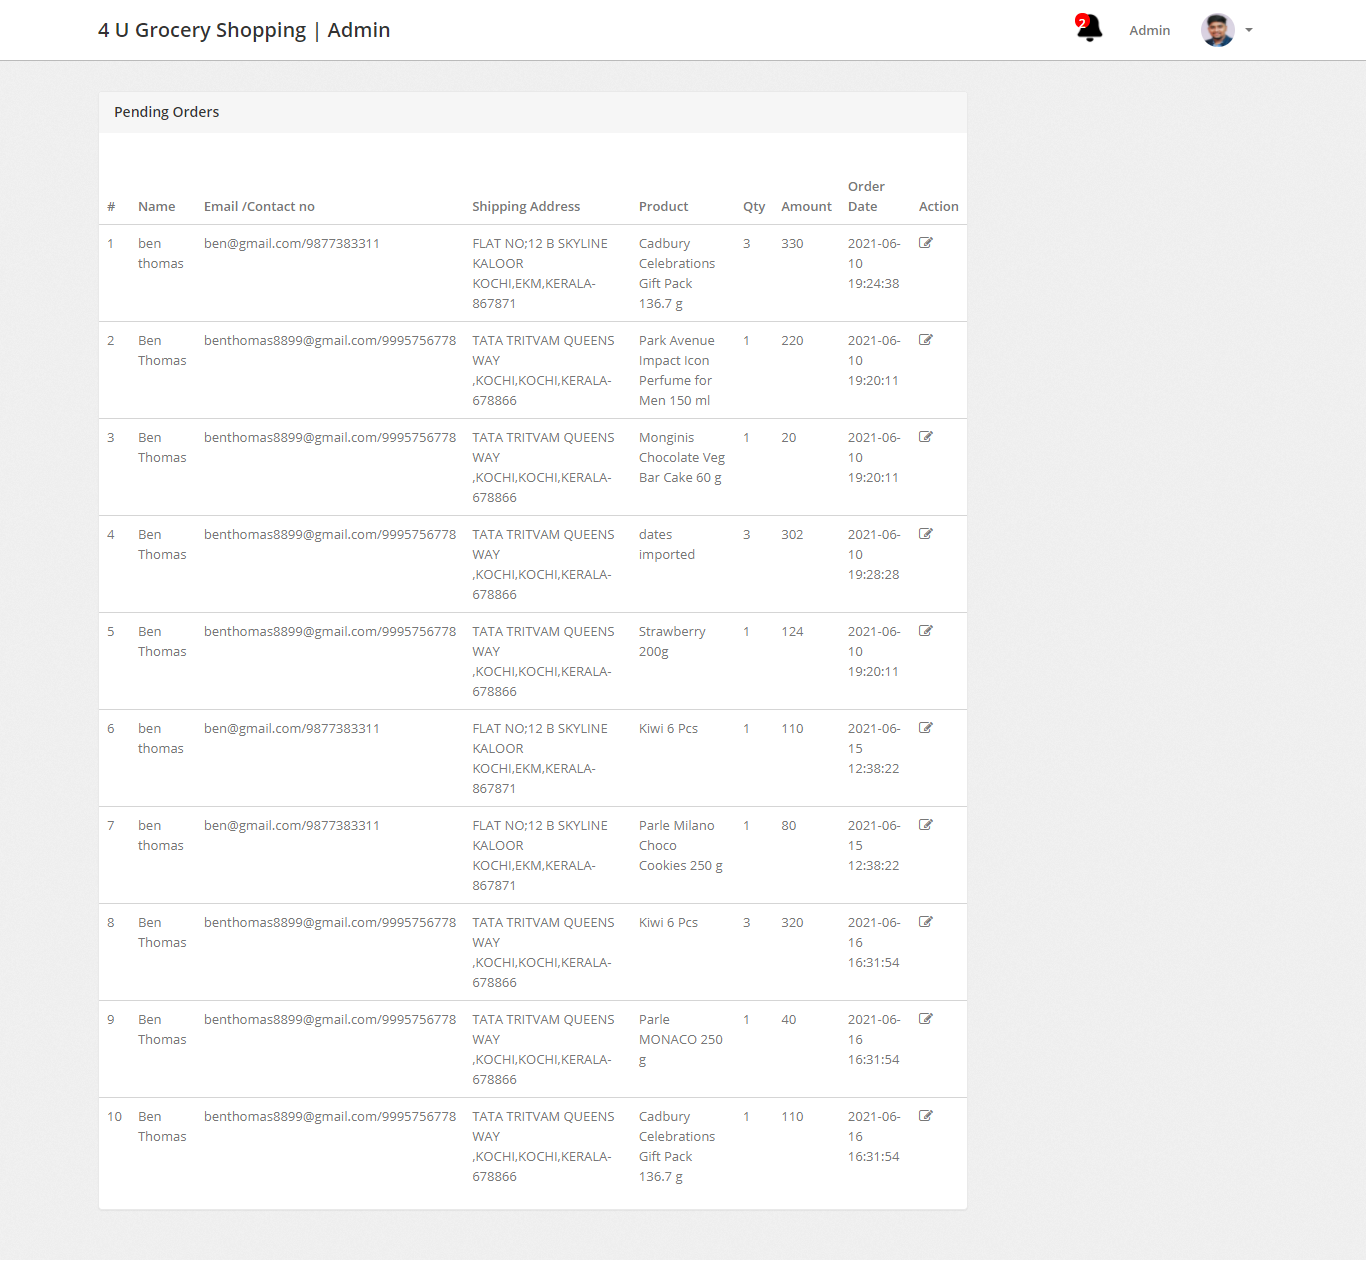 4 U Grocery Shopping | Admin
2
Admin
Pending Orders
# Name Email /Contact no Shipping Address Product Qty Amount Order Date Action
1 ben thomas ben@gmail.com/9877383311 FLAT NO;12 B SKYLINE KALOOR KOCHI,EKM,KERALA-867871 Cadbury Celebrations Gift Pack 136.7 g 3 330 2021-06-10 19:24:38
2 Ben Thomas benthomas8899@gmail.com/9995756778 TATA TRITVAM QUEENS WAY ,KOCHI,KOCHI,KERALA-678866 Park Avenue Impact Icon Perfume for Men 150 ml 1 220 2021-06-10 19:20:11
3 Ben Thomas benthomas8899@gmail.com/9995756778 TATA TRITVAM QUEENS WAY ,KOCHI,KOCHI,KERALA-678866 Monginis Chocolate Veg Bar Cake 60 g 1 20 2021-06-10 19:20:11
4 Ben Thomas benthomas8899@gmail.com/9995756778 TATA TRITVAM QUEENS WAY ,KOCHI,KOCHI,KERALA-678866 dates imported 3 302 2021-06-10 19:28:28
5 Ben Thomas benthomas8899@gmail.com/9995756778 TATA TRITVAM QUEENS WAY ,KOCHI,KOCHI,KERALA-678866 Strawberry 200g 1 124 2021-06-10 19:20:11
6 ben thomas ben@gmail.com/9877383311 FLAT NO;12 B SKYLINE KALOOR KOCHI,EKM,KERALA-867871 Kiwi 6 Pcs 1 110 2021-06-15 12:38:22
7 ben thomas ben@gmail.com/9877383311 FLAT NO;12 B SKYLINE KALOOR KOCHI,EKM,KERALA-867871 Parle Milano Choco Cookies 250 g 1 80 2021-06-15 12:38:22
8 Ben Thomas benthomas8899@gmail.com/9995756778 TATA TRITVAM QUEENS WAY ,KOCHI,KOCHI,KERALA-678866 Kiwi 6 Pcs 3 320 2021-06-16 16:31:54
9 Ben Thomas benthomas8899@gmail.com/9995756778 TATA TRITVAM QUEENS WAY ,KOCHI,KOCHI,KERALA-678866 Parle MONACO 250 g 1 40 2021-06-16 16:31:54
10 Ben Thomas benthomas8899@gmail.com/9995756778 TATA TRITVAM QUEENS WAY ,KOCHI,KOCHI,KERALA-678866 Cadbury Celebrations Gift Pack 136.7 g 1 110 2021-06-16 16:31:54